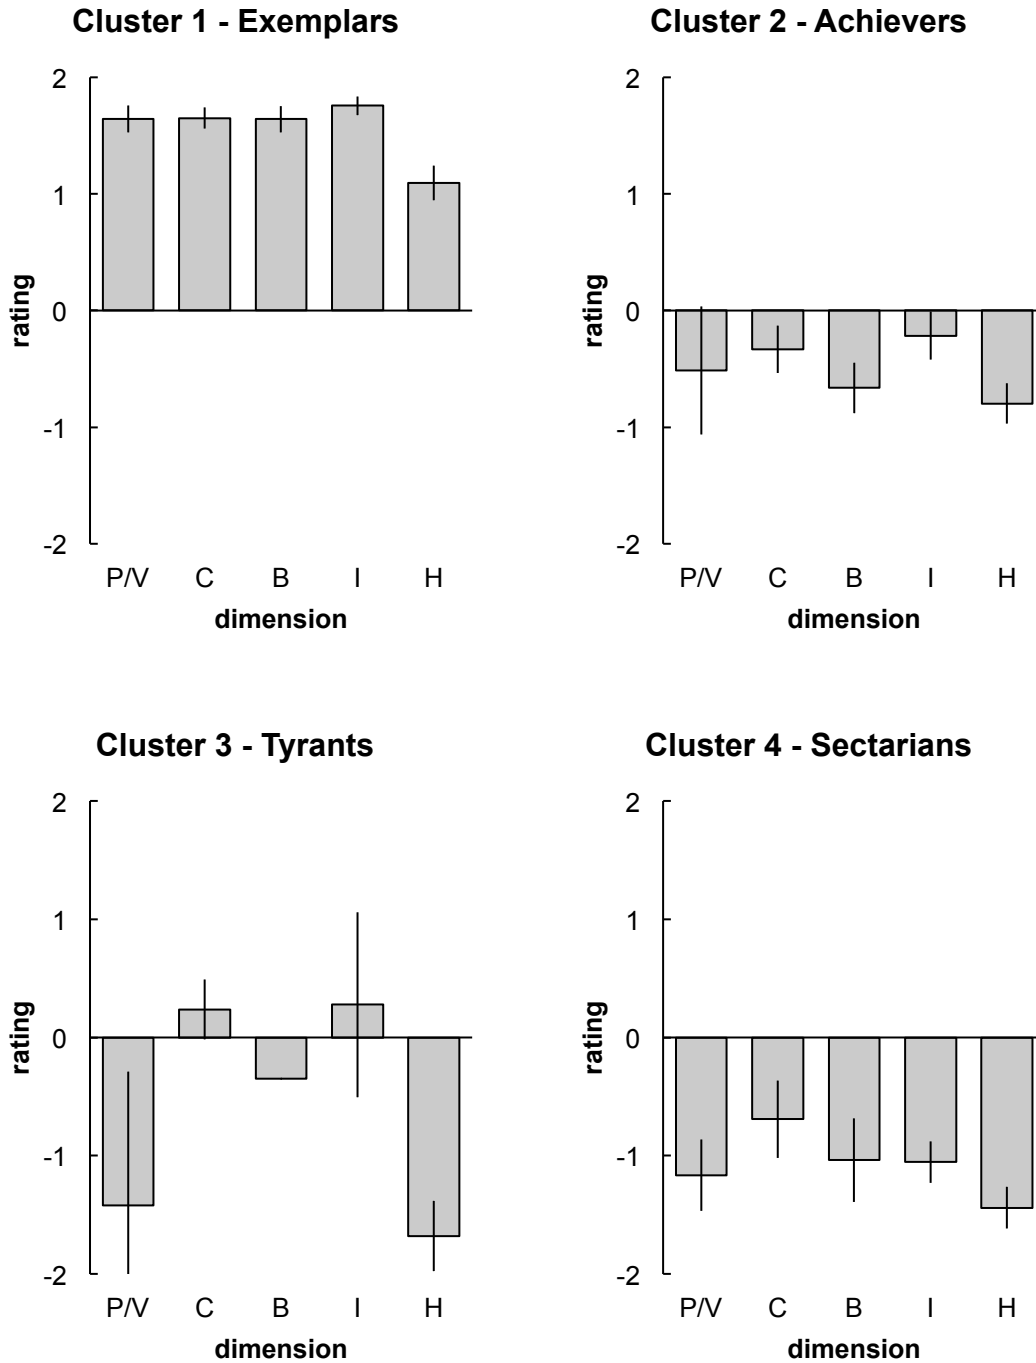 Cluster 1 - Exemplars
2
1
0
-1
-2
rating
P/V C B I H
dimension
Cluster 2 - Achievers
2
1
0
-1
-2
rating
P/V C B I H
dimension
Cluster 3 - Tyrants
2
1
0
-1
-2
rating
P/V C B I H
dimension
Cluster 4 - Sectarians
2
1
0
-1
-2
rating
P/V C B I H
dimension